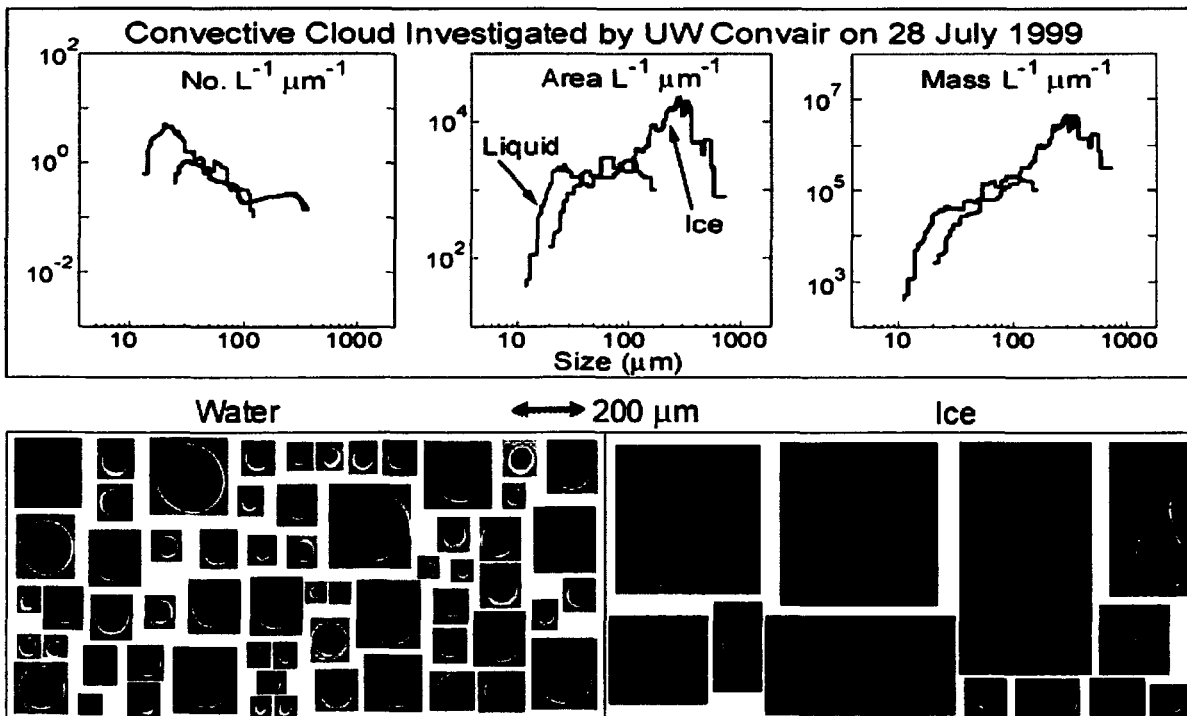 Convective Cloud Investigated by UW Convair on 28 July 1999
No. L⁻¹ μm⁻¹
10²
10⁰
10⁻²
10
100
1000
Area L⁻¹ μm⁻¹
10⁴
10²
Liquid
Ice
10
100
1000
Size (μm)
Mass L⁻¹ μm⁻¹
10⁷
10⁵
10³
10
100
1000
Water
200 μm
Ice